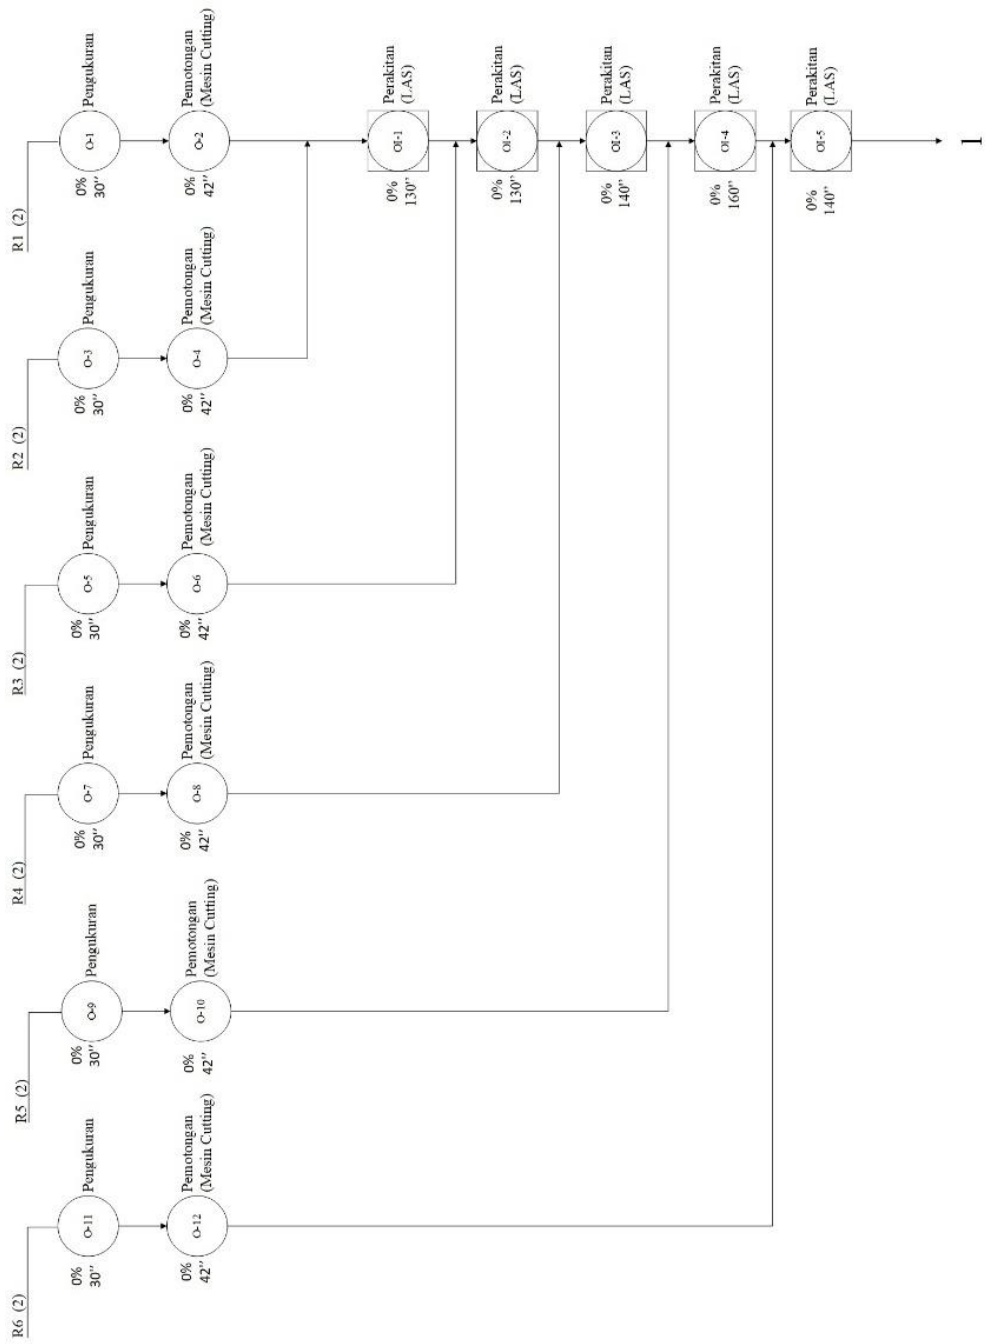 R6 (2)
0%
30''
O-11
Pengukuran
0%
42''
O-12
Pemotongan
(Mesin Cutting)
R5 (2)
0%
30''
O-9
Pengukuran
0%
42''
O-10
Pemotongan
(Mesin Cutting)
R4 (2)
0%
30''
O-7
Pengukuran
0%
42''
O-8
Pemotongan
(Mesin Cutting)
R3 (2)
0%
30''
O-5
Pengukuran
0%
42''
O-6
Pemotongan
(Mesin Cutting)
R2 (2)
0%
30''
O-3
Pengukuran
0%
42''
O-4
Pemotongan
(Mesin Cutting)
R1 (2)
0%
30''
O-1
Pengukuran
0%
42''
O-2
Pemotongan
(Mesin Cutting)
0%
130''
OI-1
Perakitan
(LAS)
0%
130''
OI-2
Perakitan
(LAS)
0%
140''
OI-3
Perakitan
(LAS)
0%
160''
OI-4
Perakitan
(LAS)
0%
140''
OI-5
Perakitan
(LAS)
1